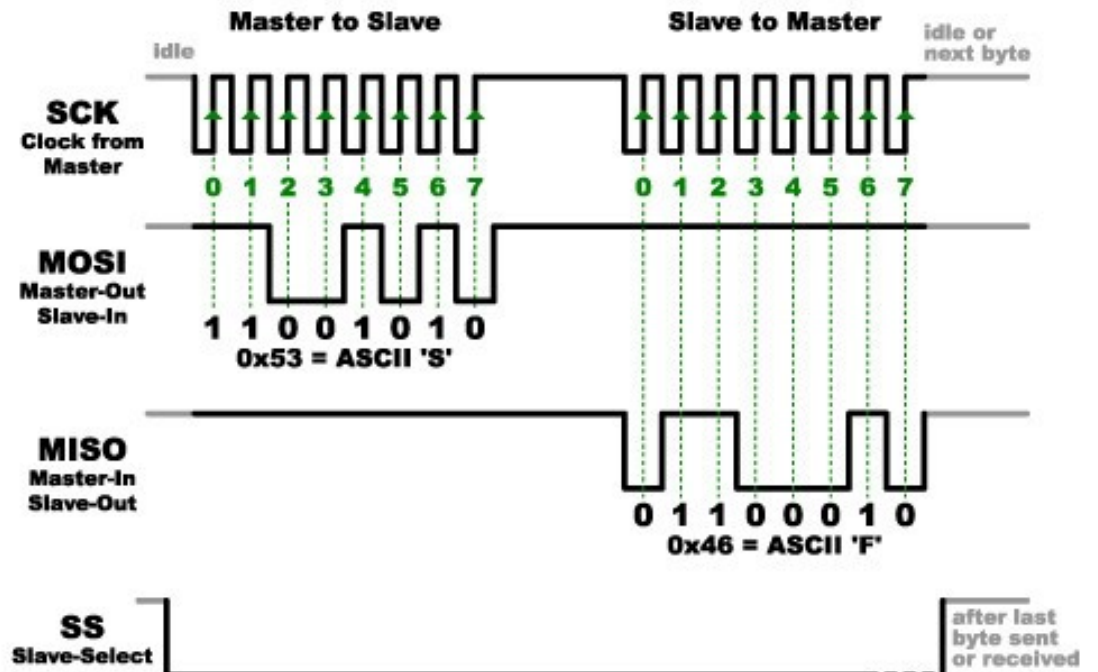 Master to Slave
Slave to Master
idle
idle or
next byte
SCK
Clock from
Master
0 1 2 3 4 5 6 7
0 1 2 3 4 5 6 7
MOSI
Master-Out
Slave-In
1 1 0 0 1 0 1 0
0x53 = ASCII 'S'
MISO
Master-In
Slave-Out
0 1 1 0 0 0 1 0
0x46 = ASCII 'F'
SS
Slave-Select
after last
byte sent
or received